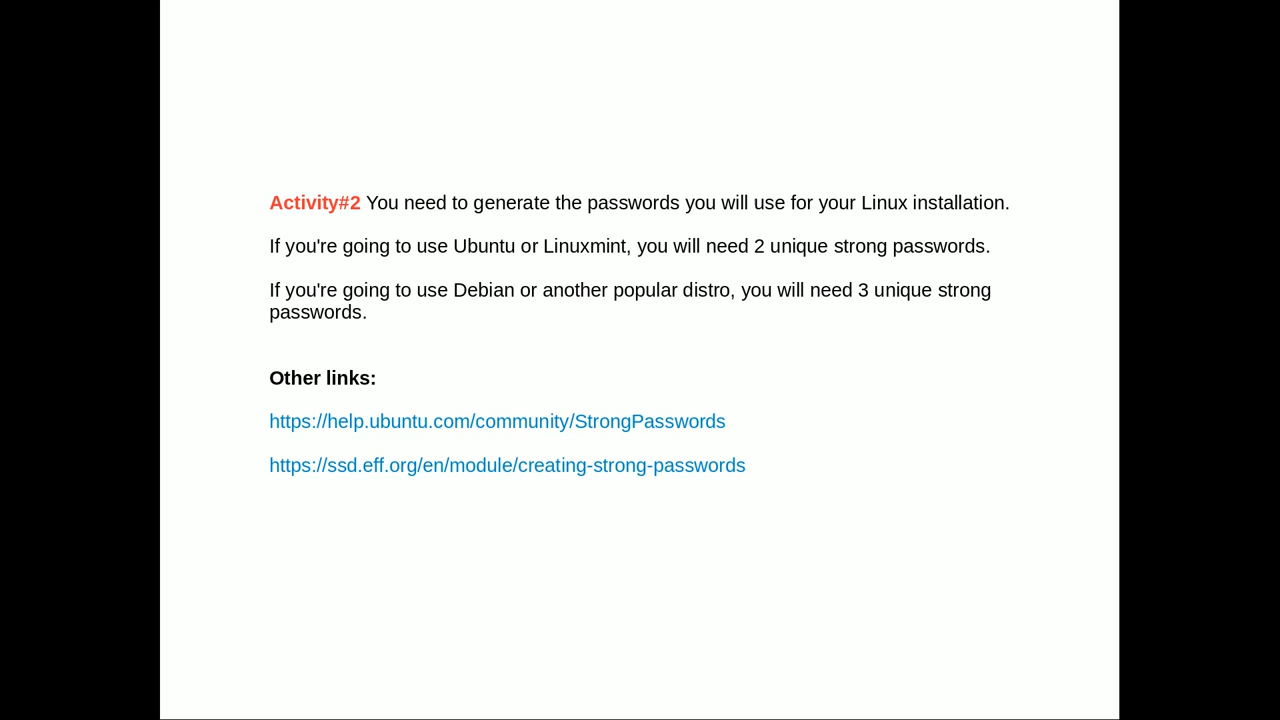 Activity#2 You need to generate the passwords you will use for your Linux installation.
If you're going to use Ubuntu or Linuxmint, you will need 2 unique strong passwords.
If you're going to use Debian or another popular distro, you will need 3 unique strong
passwords.
Other links:
https://help.ubuntu.com/community/StrongPasswords
https://ssd.eff.org/en/module/creating-strong-passwords